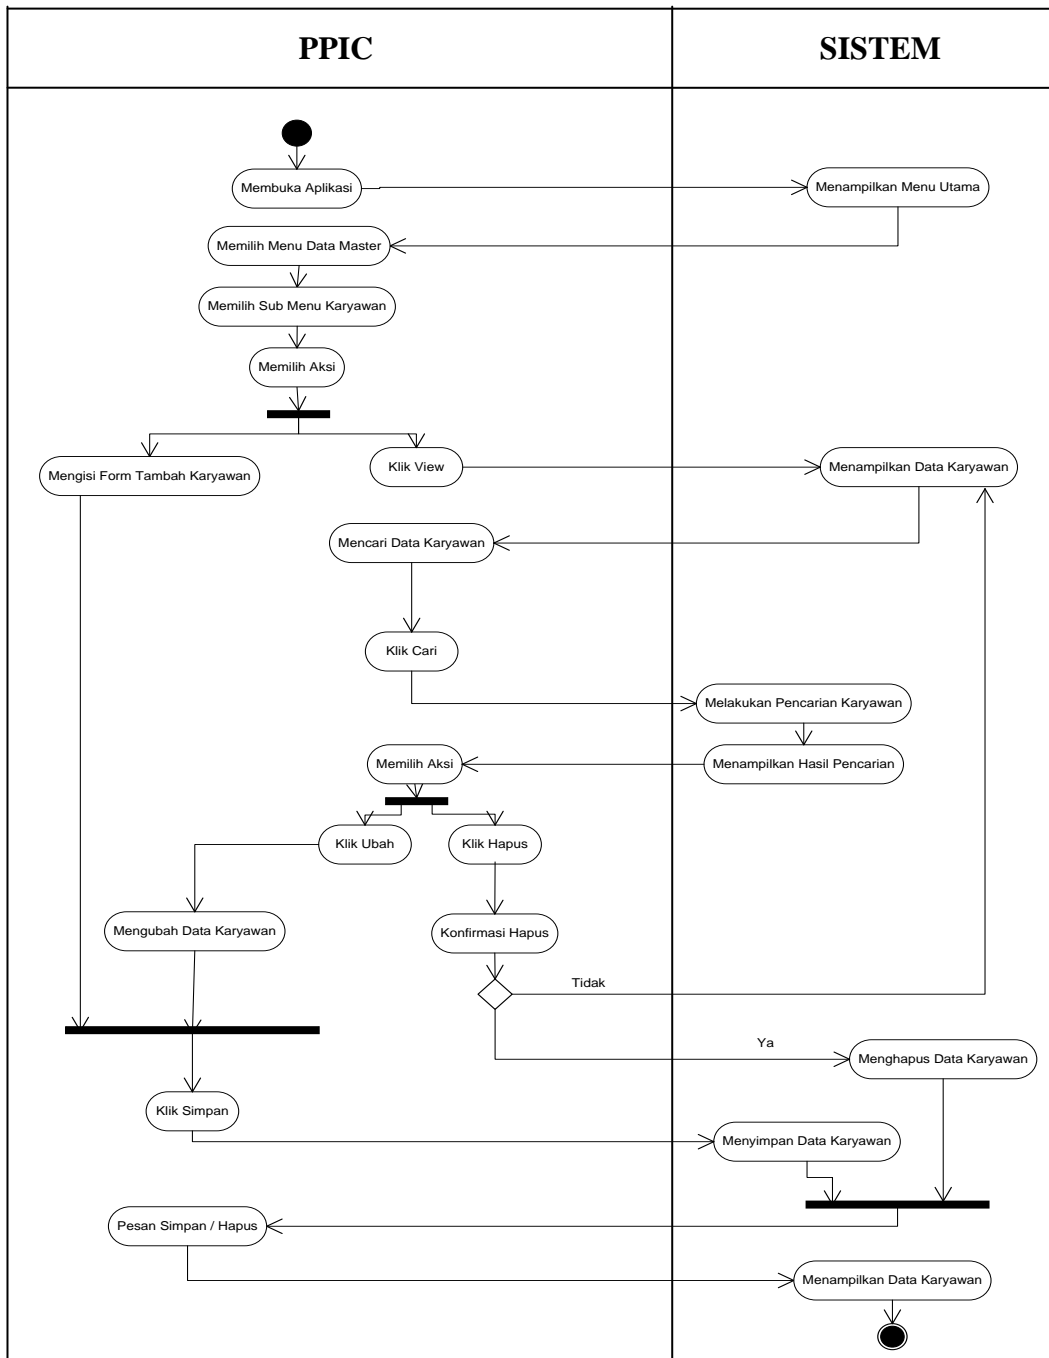 PPIC
SISTEM
Membuka Aplikasi
Menampilkan Menu Utama
Memilih Menu Data Master
Memilih Sub Menu Karyawan
Memilih Aksi
Mengisi Form Tambah Karyawan
Klik View
Menampilkan Data Karyawan
Mencari Data Karyawan
Klik Cari
Melakukan Pencarian Karyawan
Memilih Aksi
Menampilkan Hasil Pencarian
Klik Ubah
Klik Hapus
Mengubah Data Karyawan
Konfirmasi Hapus
Tidak
Ya
Menghapus Data Karyawan
Klik Simpan
Menyimpan Data Karyawan
Pesan Simpan / Hapus
Menampilkan Data Karyawan